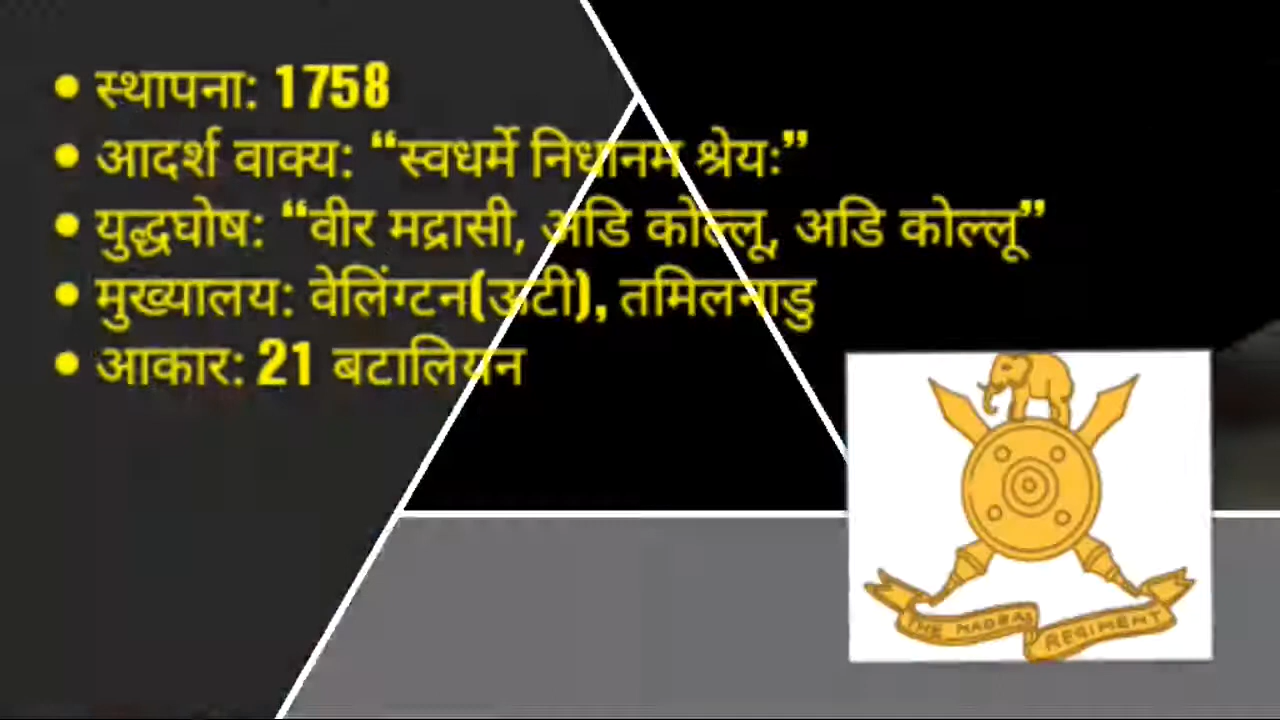 • स्थापना: 1758
• आदर्श वाक्य: “स्वधर्मे निधानम श्रेयः”
• युद्धघोष: “वीर मद्रासी, अडि कोल्लू, अडि कोल्लू”
• मुख्यालय: वेलिंग्टन(ऊटी), तमिलनाडु
• आकार: 21 बटालियन
THE MADRAS REGIMENT